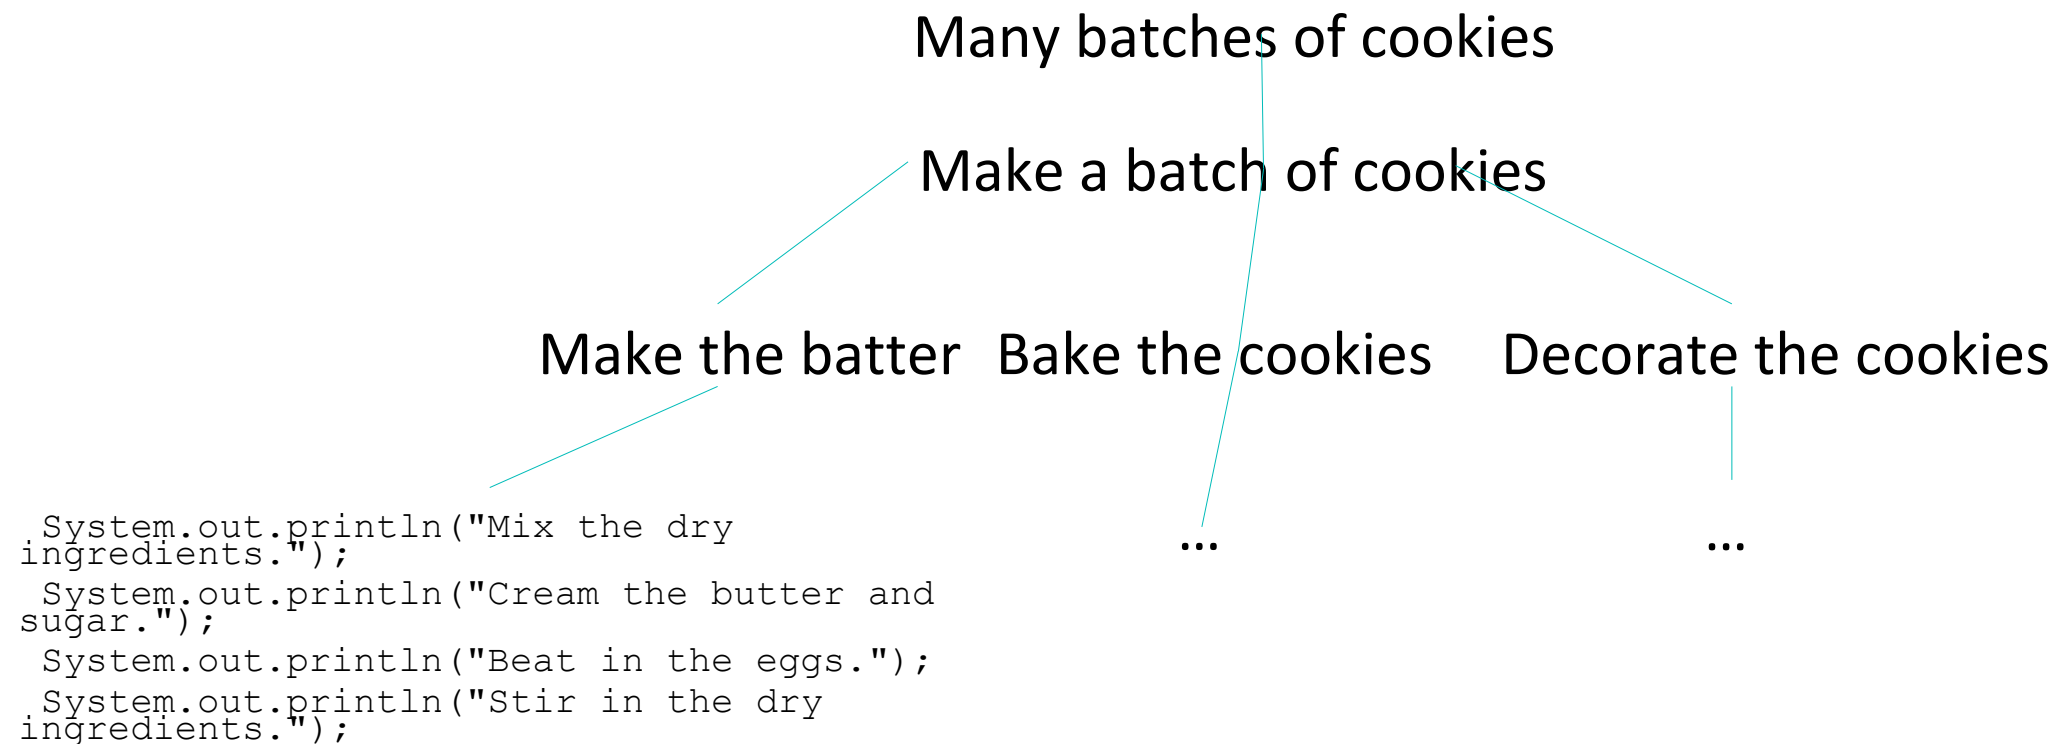 Many batches of cookies
Make a batch of cookies
Make the batter
Bake the cookies
Decorate the cookies
System.out.println("Mix the dry
ingredients.");
System.out.println("Cream the butter and
sugar.");
System.out.println("Beat in the eggs.");
System.out.println("Stir in the dry
ingredients.");
...
...